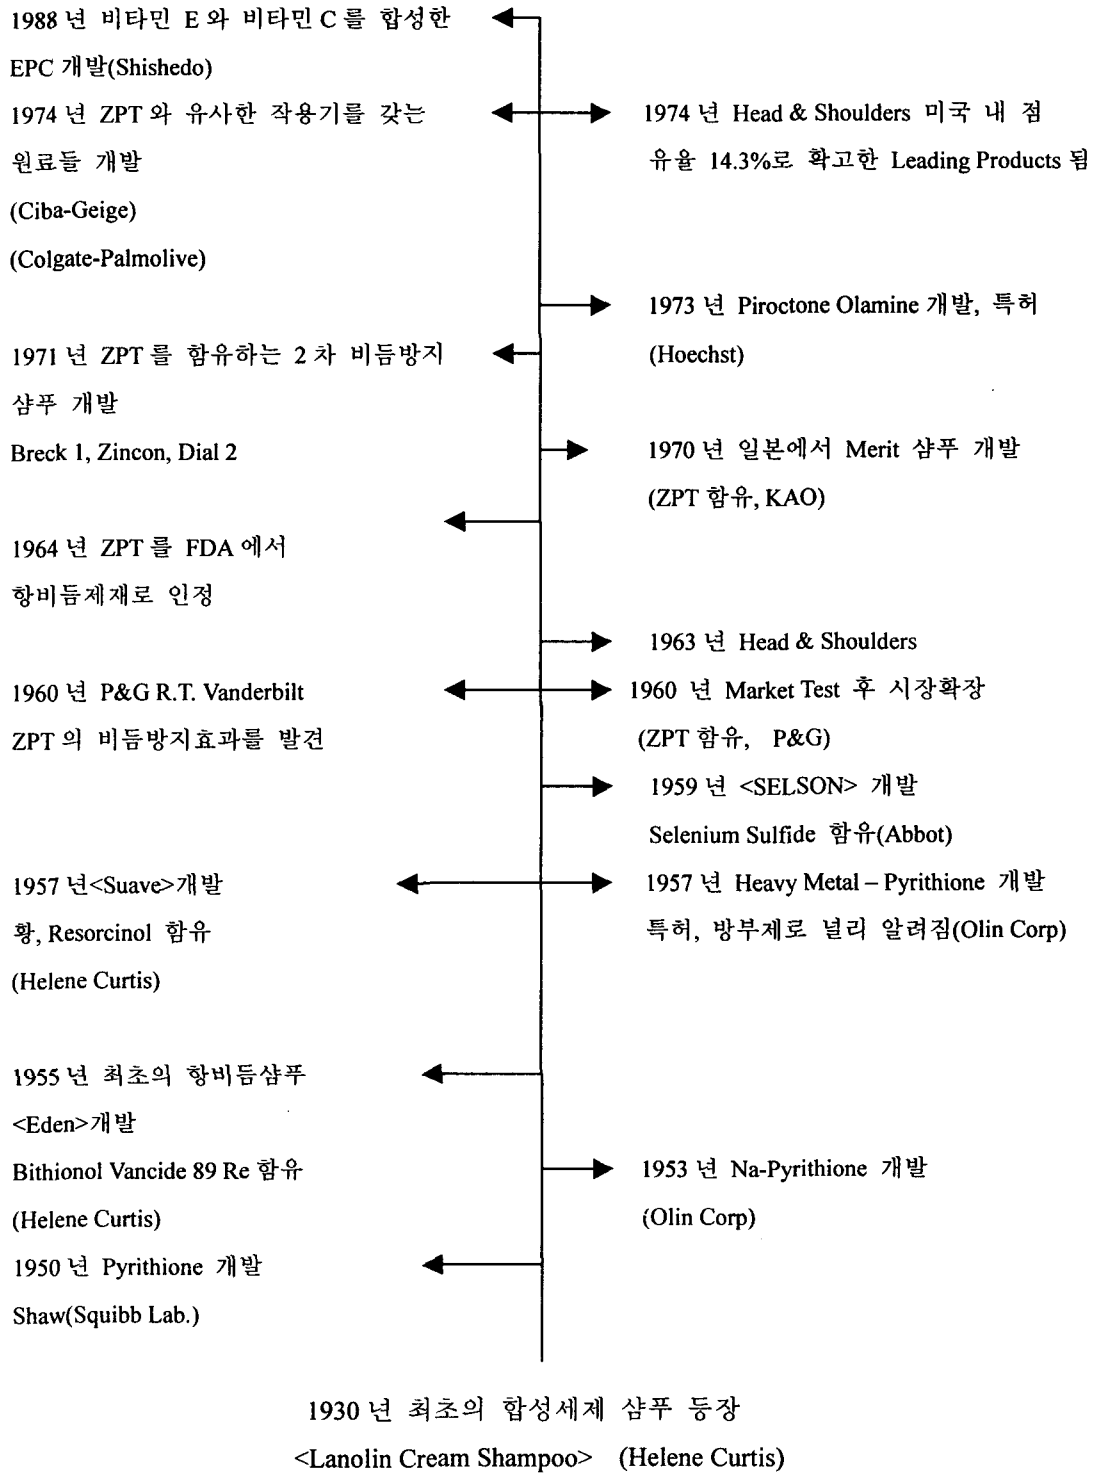 1988 년 비타민 E 와 비타민 C 를 합성한
EPC 개발(Shishedo)
1974 년 ZPT 와 유사한 작용기를 갖는
원료들 개발
(Ciba-Geige)
(Colgate-Palmolive)
1974 년 Head & Shoulders 미국 내 점
유율 14.3%로 확고한 Leading Products 됨
1973 년 Piroctone Olamine 개발, 특허
(Hoechst)
1971 년 ZPT 를 함유하는 2 차 비듬방지
샴푸 개발
Breck 1, Zincon, Dial 2
1970 년 일본에서 Merit 샴푸 개발
(ZPT 함유, KAO)
1964 년 ZPT 를 FDA 에서
항비듬제재로 인정
1963 년 Head & Shoulders
1960 년 P&G R.T. Vanderbilt
ZPT 의 비듬방지효과를 발견
1960 년 Market Test 후 시장확장
(ZPT 함유, P&G)
1959 년 <SELSON> 개발
Selenium Sulfide 함유(Abbot)
1957 년<Suave>개발
황, Resorcinol 함유
(Helene Curtis)
1957 년 Heavy Metal – Pyrithione 개발
특허, 방부제로 널리 알려짐(Olin Corp)
1955 년 최초의 항비듬샴푸
<Eden>개발
Bithionol Vancide 89 Re 함유
(Helene Curtis)
1953 년 Na-Pyrithione 개발
(Olin Corp)
1950 년 Pyrithione 개발
Shaw(Squibb Lab.)
1930 년 최초의 합성세제 샴푸 등장
<Lanolin Cream Shampoo> (Helene Curtis)